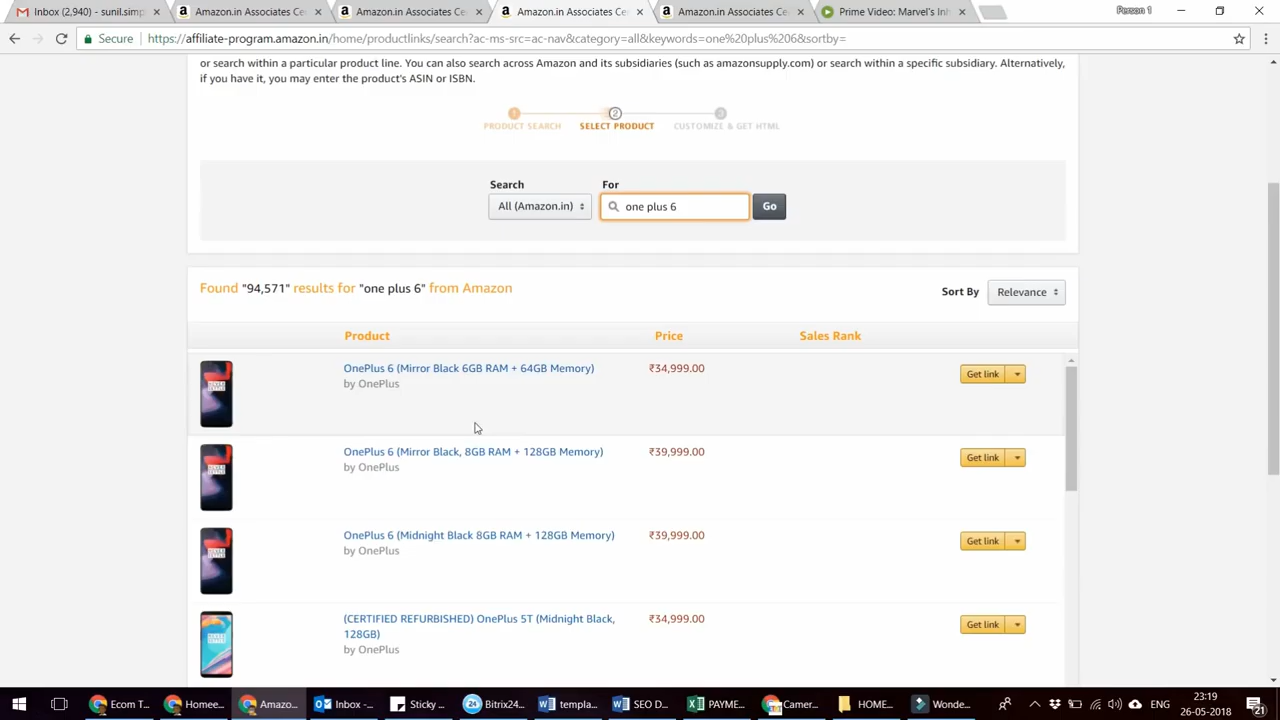 Inbox (2,940) - sunil.simp
Amazon.in Associates Ce
Amazon.in Associates Ce
Amazon.in Associates Ce
Amazon.in Associates Ce
Prime Video: Marvel's Inh
Person 1
Secure
https://affiliate-program.amazon.in/home/productlinks/search?ac-ms-src=ac-nav&category=all&keywords=one%20plus%206&sortby=
or search within a particular product line. You can also search across Amazon and its subsidiaries (such as amazonsupply.com) or search within a specific subsidiary. Alternatively,
if you have it, you may enter the product's ASIN or ISBN.
1 2 3
PRODUCT SEARCH SELECT PRODUCT CUSTOMIZE & GET HTML
Search For
All (Amazon.in) one plus 6 Go
Found "94,571" results for "one plus 6" from Amazon
Sort By Relevance
Product Price Sales Rank
OnePlus 6 (Mirror Black 6GB RAM + 64GB Memory) ₹34,999.00 Get link
by OnePlus
OnePlus 6 (Mirror Black, 8GB RAM + 128GB Memory) ₹39,999.00 Get link
by OnePlus
OnePlus 6 (Midnight Black 8GB RAM + 128GB Memory) ₹39,999.00 Get link
by OnePlus
(CERTIFIED REFURBISHED) OnePlus 5T (Midnight Black, ₹34,999.00 Get link
128GB)
by OnePlus
Ecom T...
Homee...
Amazo...
Inbox -...
Sticky ...
24 Bitrix24...
templa...
SEO D...
PAYME...
Camer...
HOME...
Wonde...
ENG
23:19
26-05-2018
21